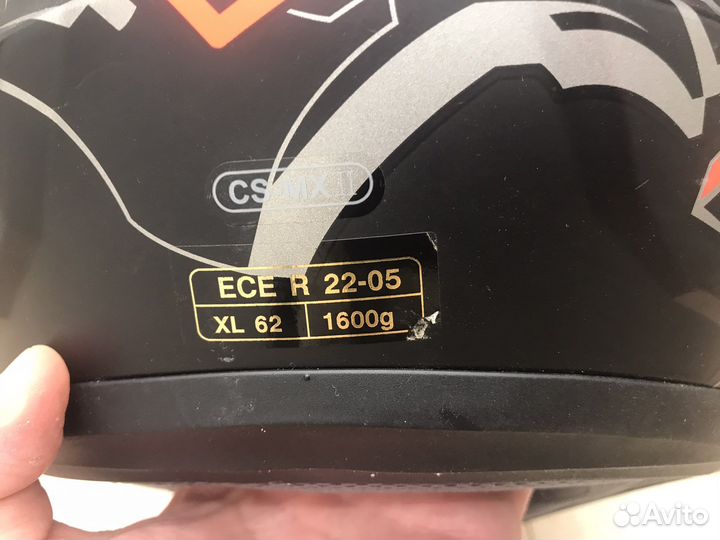 CS-MX II
ECE R 22-05
XL 62 1600g
Avito